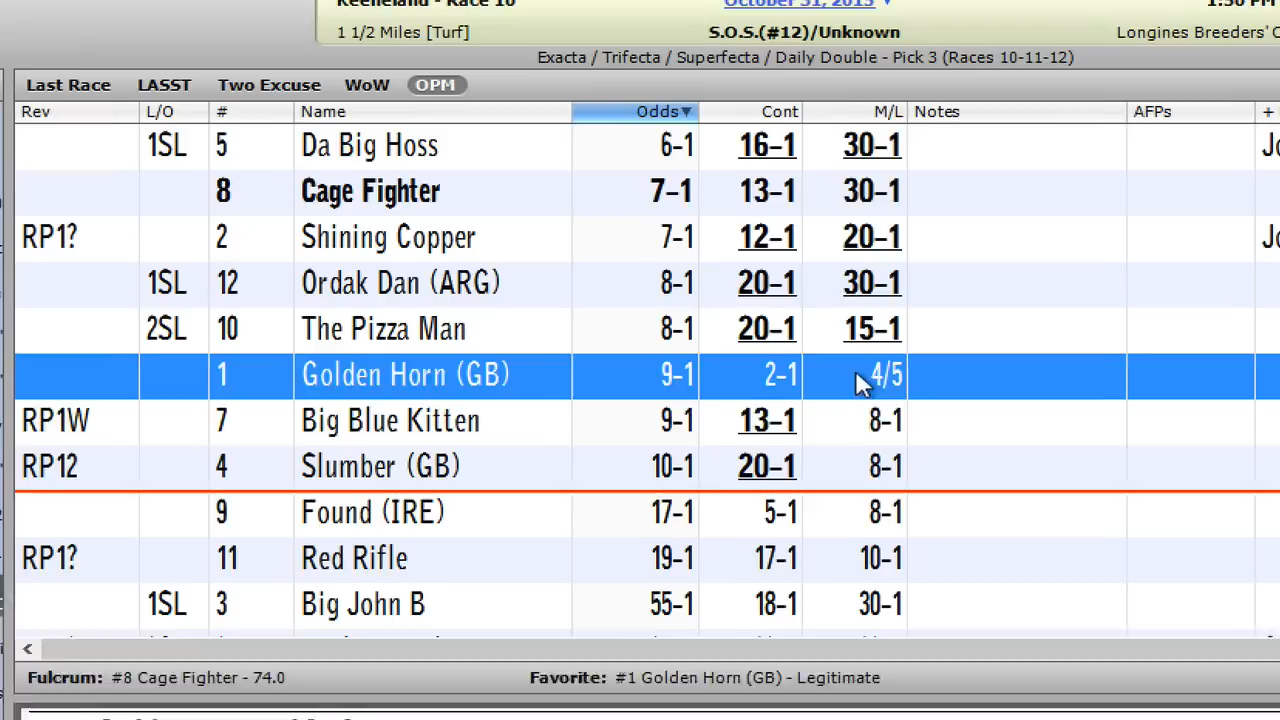 Keeneland - Race 10 October 31, 2015 ▼ 1:50 PM
1 1/2 Miles [Turf] S.O.S.(#12)/Unknown Longines Breeders' C
Exacta / Trifecta / Superfecta / Daily Double - Pick 3 (Races 10-11-12)
Last Race LASST Two Excuse WoW OPM
Rev L/O # Name Odds▼ Cont M/L Notes AFPs +
1SL 5 Da Big Hoss 6-1 16-1 30-1 Jo
8 Cage Fighter 7-1 13-1 30-1
RP1? 2 Shining Copper 7-1 12-1 20-1 Jo
1SL 12 Ordak Dan (ARG) 8-1 20-1 30-1
2SL 10 The Pizza Man 8-1 20-1 15-1
1 Golden Horn (GB) 9-1 2-1 4/5
RP1W 7 Big Blue Kitten 9-1 13-1 8-1
RP12 4 Slumber (GB) 10-1 20-1 8-1
9 Found (IRE) 17-1 5-1 8-1
RP1? 11 Red Rifle 19-1 17-1 10-1
1SL 3 Big John B 55-1 18-1 30-1
Fulcrum: #8 Cage Fighter - 74.0 Favorite: #1 Golden Horn (GB) - Legitimate